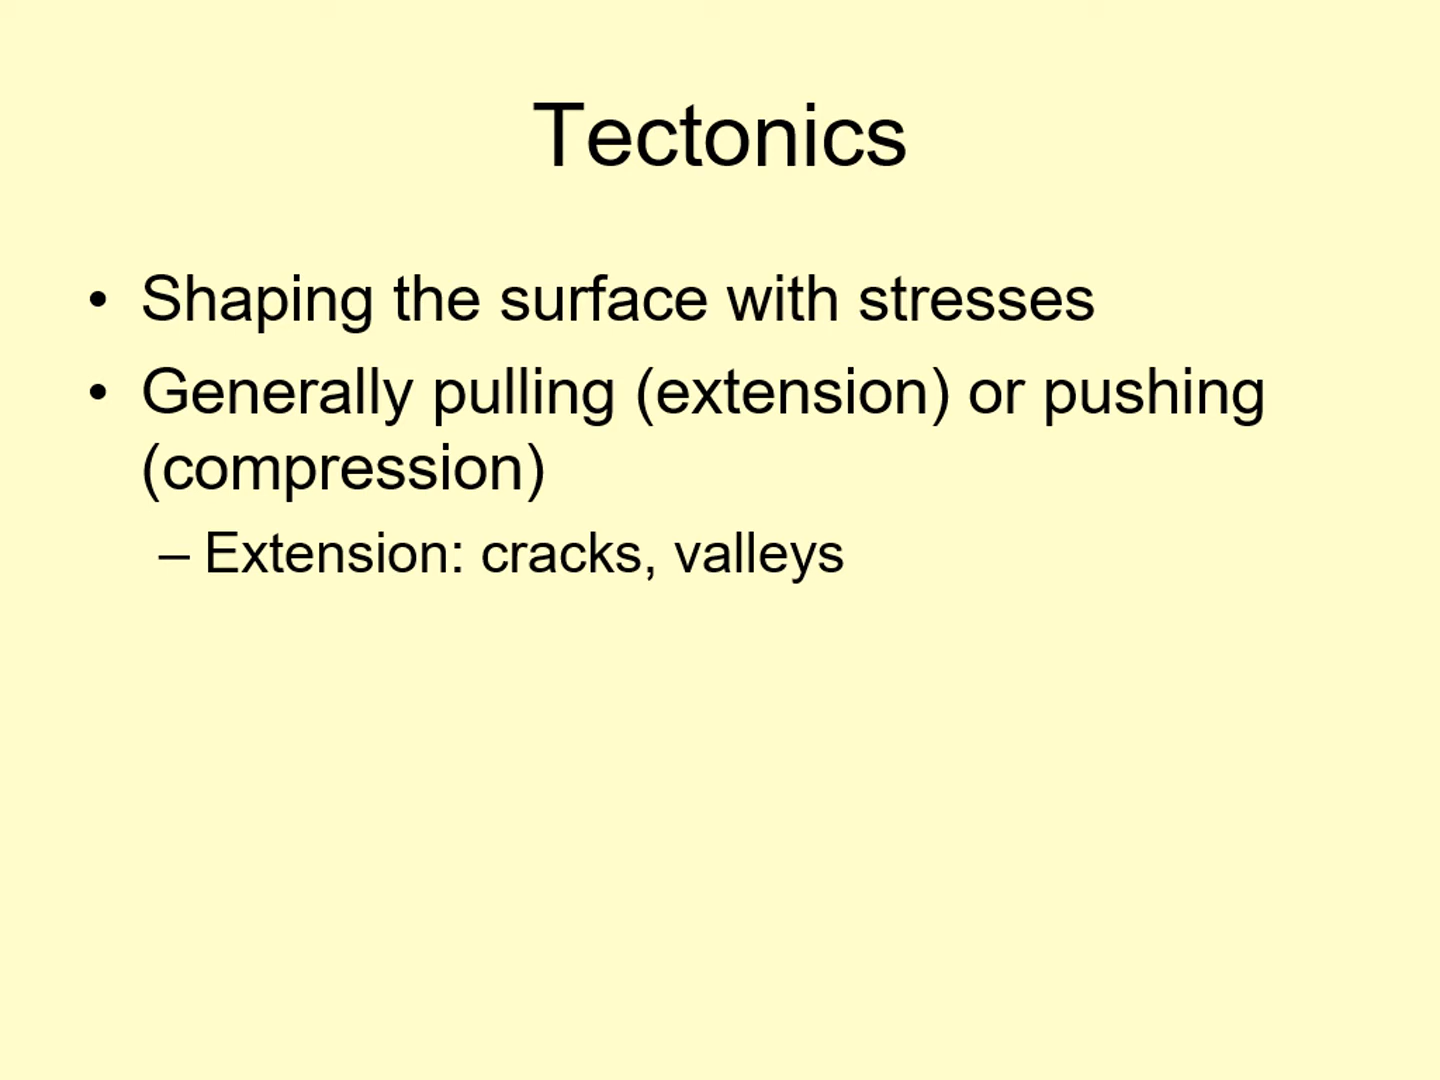 Tectonics
• Shaping the surface with stresses
• Generally pulling (extension) or pushing
(compression)
– Extension: cracks, valleys